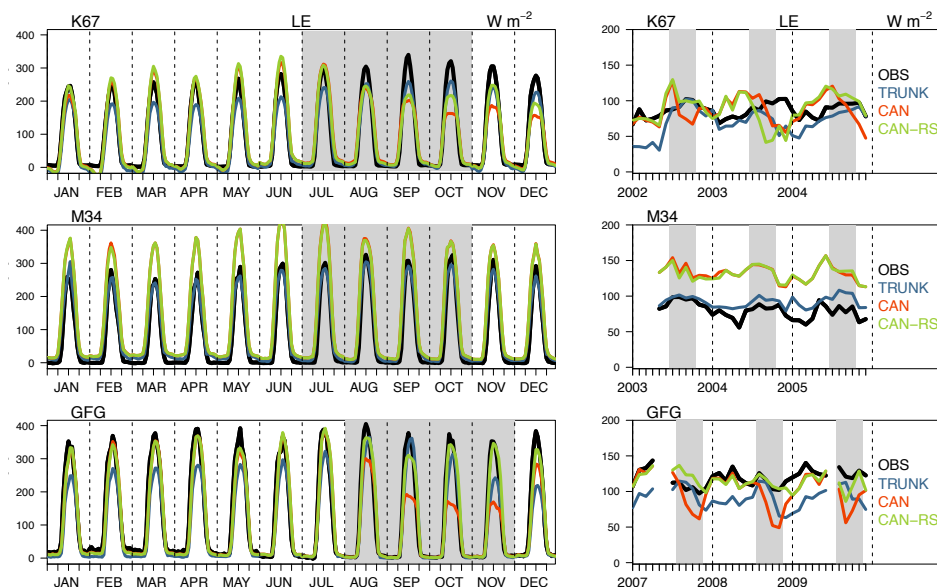 K67 LE W m−2
400
300
200
100
0
JAN FEB MAR APR MAY JUN JUL AUG SEP OCT NOV DEC
K67 LE W m−2
200
150
100
50
0
OBS
TRUNK
CAN
CAN−RS
2002 2003 2004
M34
400
300
200
100
0
JAN FEB MAR APR MAY JUN JUL AUG SEP OCT NOV DEC
M34
200
150
100
50
0
OBS
TRUNK
CAN
CAN−RS
2003 2004 2005
GFG
400
300
200
100
0
JAN FEB MAR APR MAY JUN JUL AUG SEP OCT NOV DEC
GFG
200
150
100
50
0
OBS
TRUNK
CAN
CAN−RS
2007 2008 2009